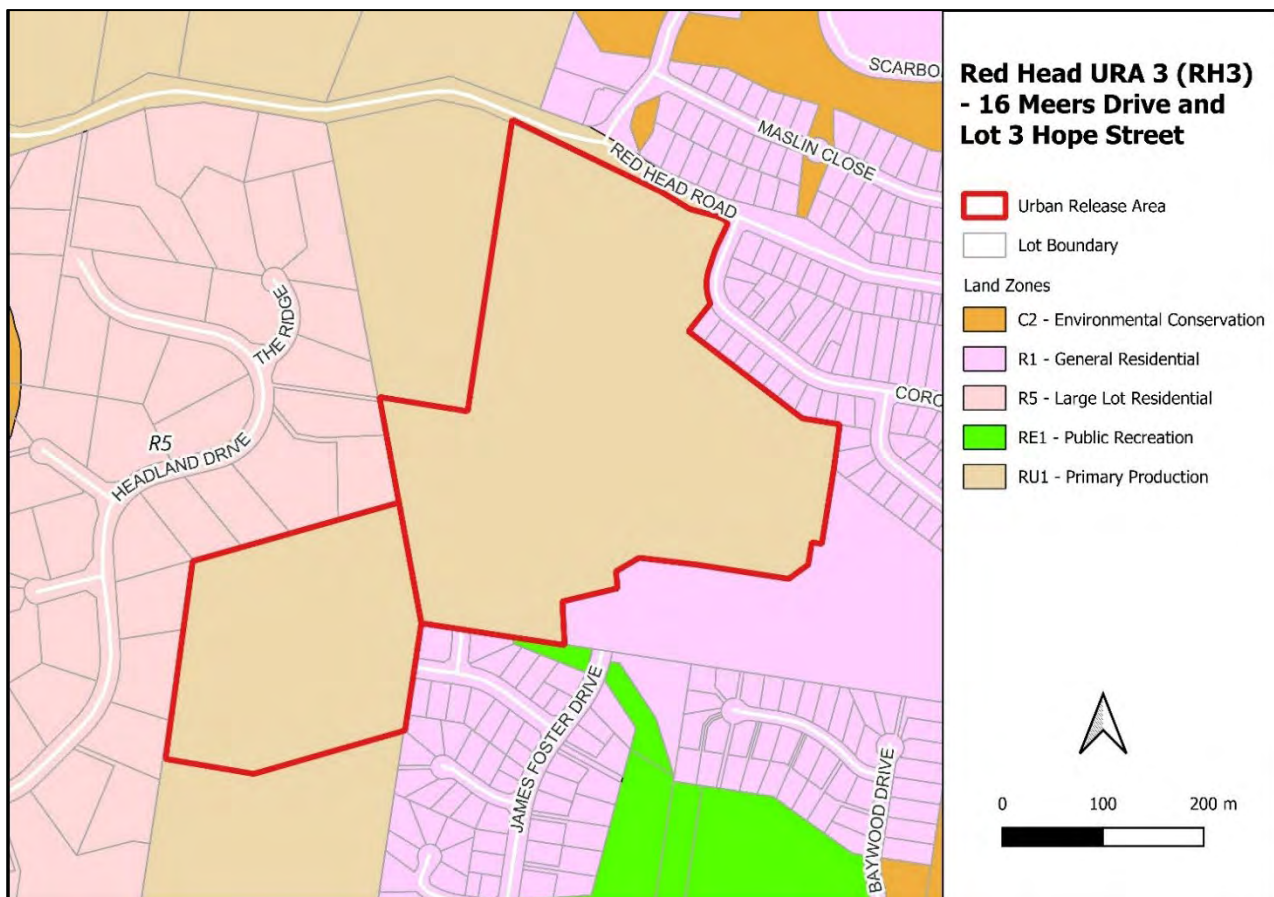 Red Head URA 3 (RH3)
- 16 Meers Drive and
Lot 3 Hope Street
Urban Release Area
Lot Boundary
Land Zones
C2 - Environmental Conservation
R1 - General Residential
R5 - Large Lot Residential
RE1 - Public Recreation
RU1 - Primary Production
0 100 200 m
SCARBO
MASLIN CLOSE
RED HEAD ROAD
THE RIDGE
CORO
R5
HEADLAND DRIVE
JAMES FOSTER DRIVE
BAYWOOD DRIVE